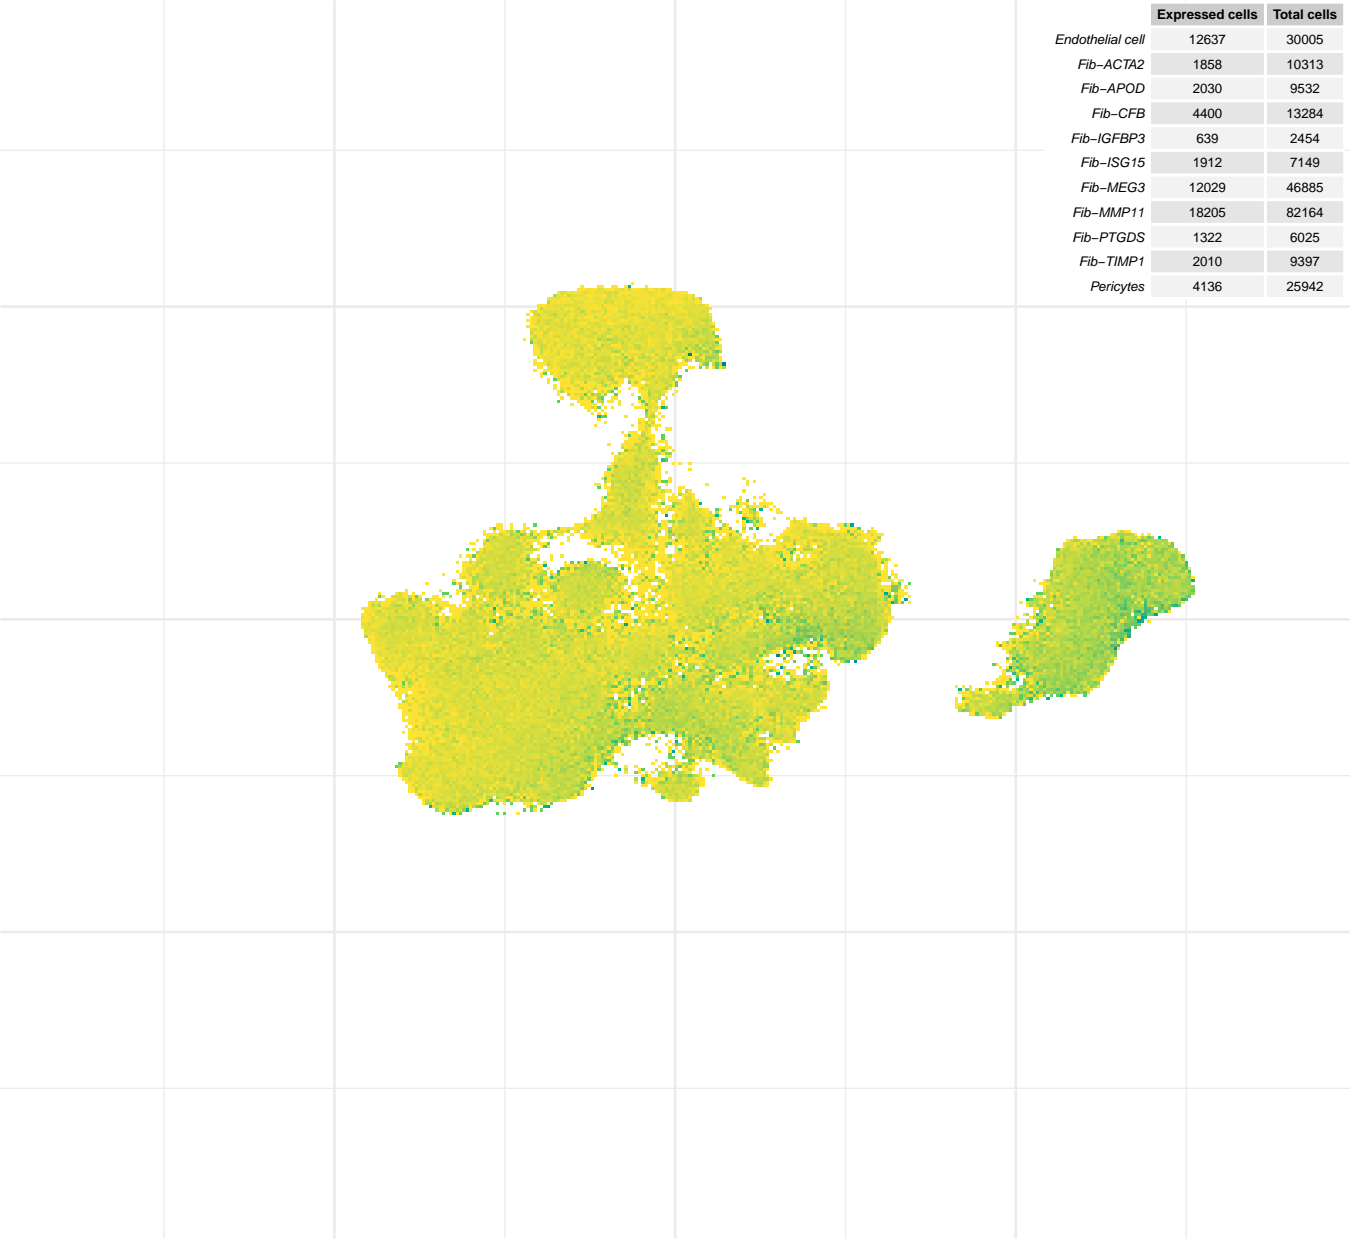 Expressed cells Total cells
Endothelial cell 12637 30005
Fib−ACTA2 1858 10313
Fib−APOD 2030 9532
Fib−CFB 4400 13284
Fib−IGFBP3 639 2454
Fib−ISG15 1912 7149
Fib−MEG3 12029 46885
Fib−MMP11 18205 82164
Fib−PTGDS 1322 6025
Fib−TIMP1 2010 9397
Pericytes 4136 25942